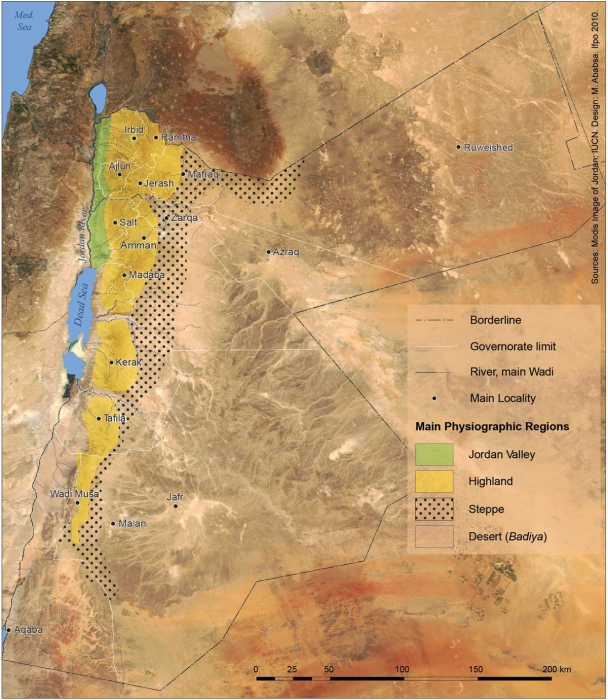 Med.
Sea
Sources: Modis Image of Jordan; IUCN. Design: M. Ababsa, Ifpo 2010.
Irbid
Ramtha
Ruweished
Ajlun
Mafraq
Jerash
Zarqa
Salt
Jordan River
Amman
Azraq
Madaba
Dead Sea
Borderline
Governorate limit
Kerak
River, main Wadi
Main Locality
Tafila
Main Physiographic Regions
Jordan Valley
Highland
Wadi Musa
Jafr
Steppe
Ma'an
Desert (Badiya)
Aqaba
0 25 50 100 150 200 km